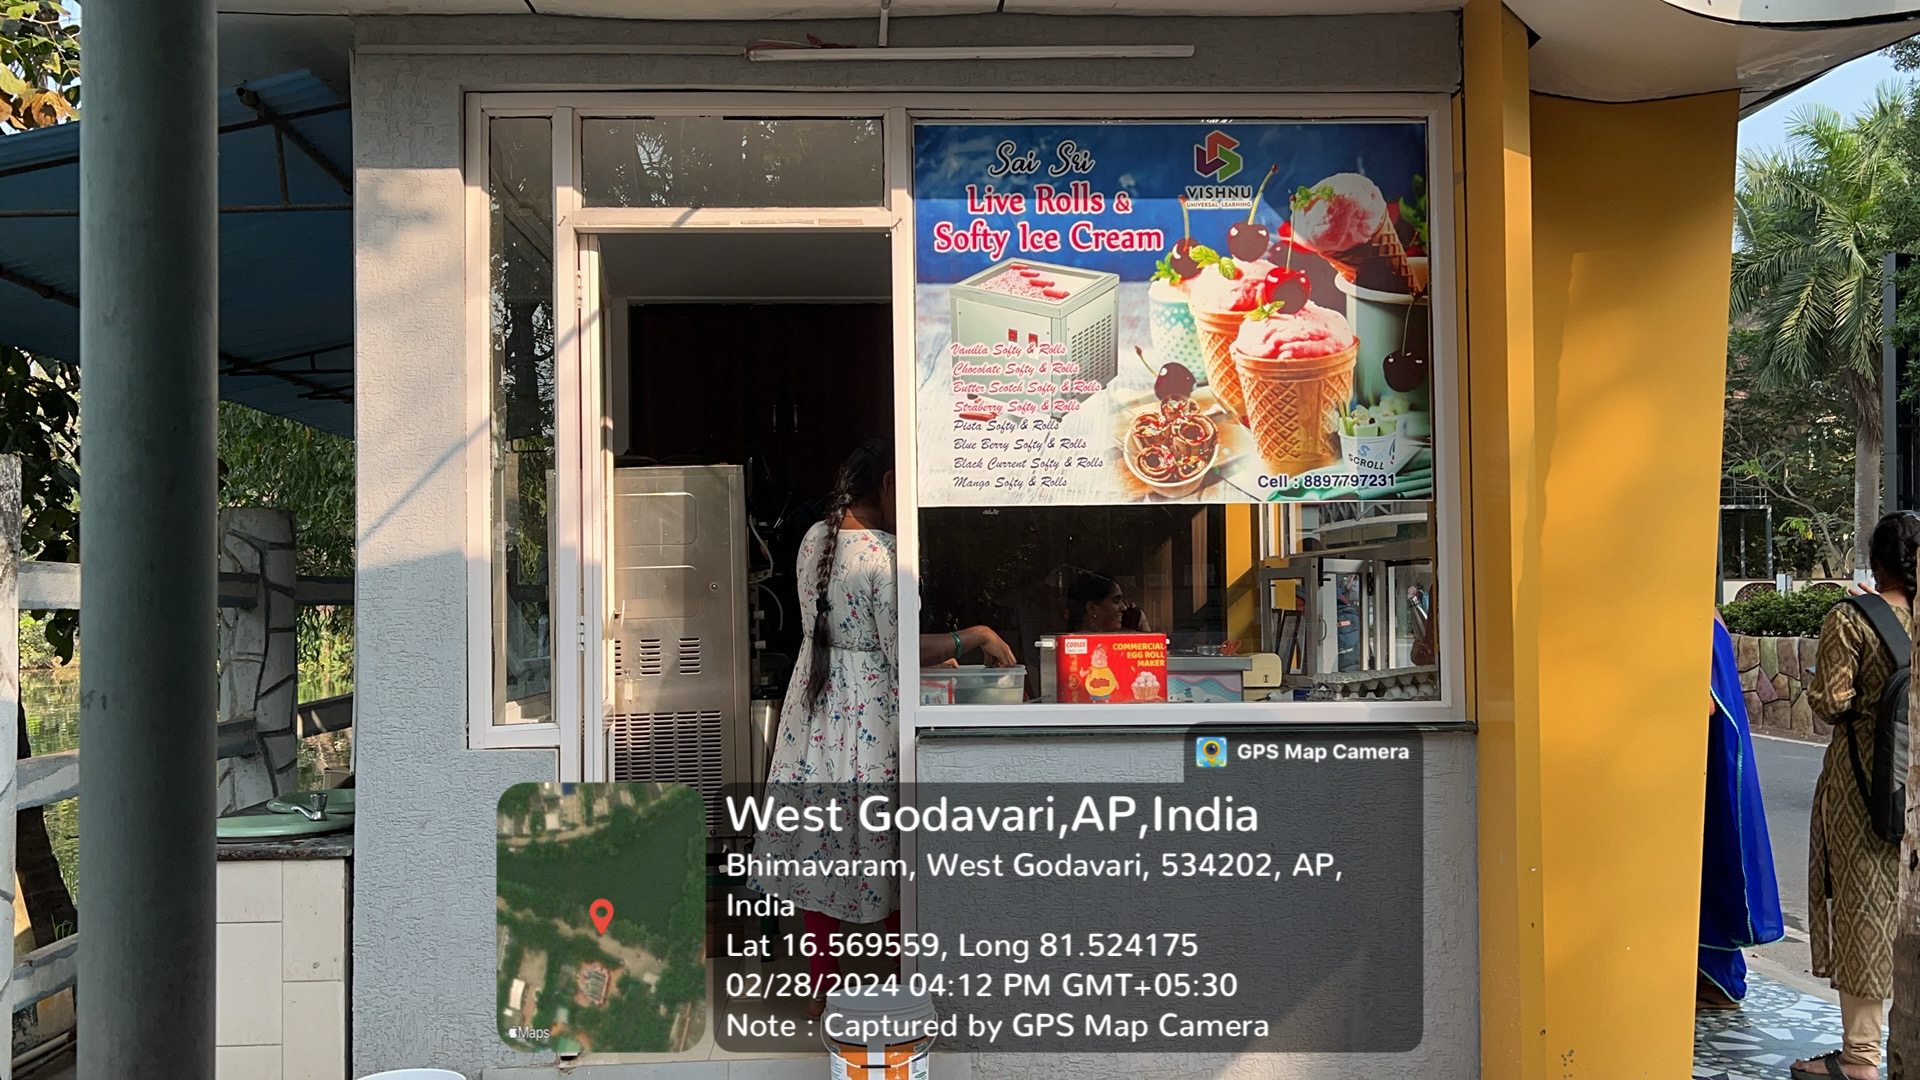 Sai Sri
Live Rolls &
Softy Ice Cream
VISHNU
UNIVERSAL LEARNING
Vanilla Softy & Rolls
Chocolate Softy & Rolls
Butter Scotch Softy & Rolls
Straberry Softy & Rolls
Pista Softy & Rolls
Blue Berry Softy & Rolls
Black Current Softy & Rolls
Mango Softy & Rolls
SCROLL
Cell : 8897797231
COOLER
COMMERCIAL
EGG ROLL
MAKER
GPS Map Camera
West Godavari,AP,India
Bhimavaram, West Godavari, 534202, AP,
India
Lat 16.569559, Long 81.524175
02/28/2024 04:12 PM GMT+05:30
Note : Captured by GPS Map Camera
Maps